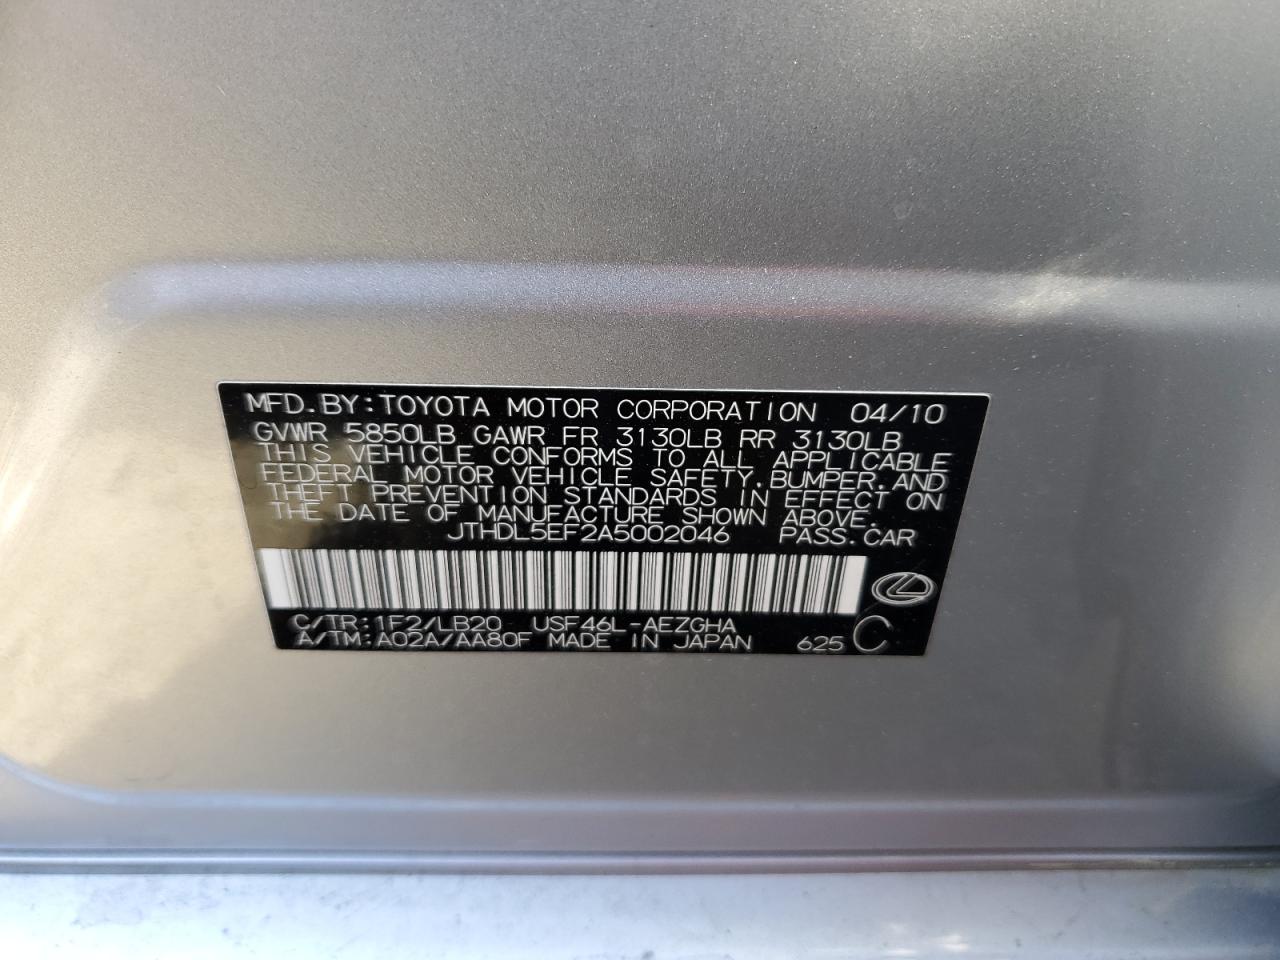 MFD.BY:TOYOTA MOTOR CORPORATION 04/10
GVWR 5850LB GAWR FR 3130LB RR 3130LB
THIS VEHICLE CONFORMS TO ALL APPLICABLE
FEDERAL MOTOR VEHICLE SAFETY,BUMPER,AND
THEFT PREVENTION STANDARDS IN EFFECT ON
THE DATE OF MANUFACTURE SHOWN ABOVE.
JTHDL5EF2A5002046 PASS.CAR
C/TR:1F2/LB20 USF46L-AEZGHA
A/TM:A02A/AA80F MADE IN JAPAN 625 C